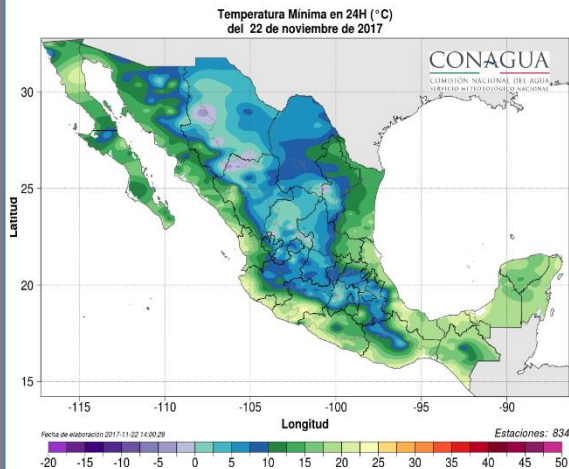 Temperatura Mínima en 24H (°C)
del 22 de noviembre de 2017
CONAGUA
COMISIÓN NACIONAL DEL AGUA
SERVICIO METEOROLÓGICO NACIONAL
Latitud
30
25
20
15
-115 -110 -105 -100 -95 -90
Longitud
Fecha de elaboración 2017-11-22 14:00:29
Estaciones: 834
-20 -15 -10 -5 0 5 10 15 20 25 30 35 40 45 50